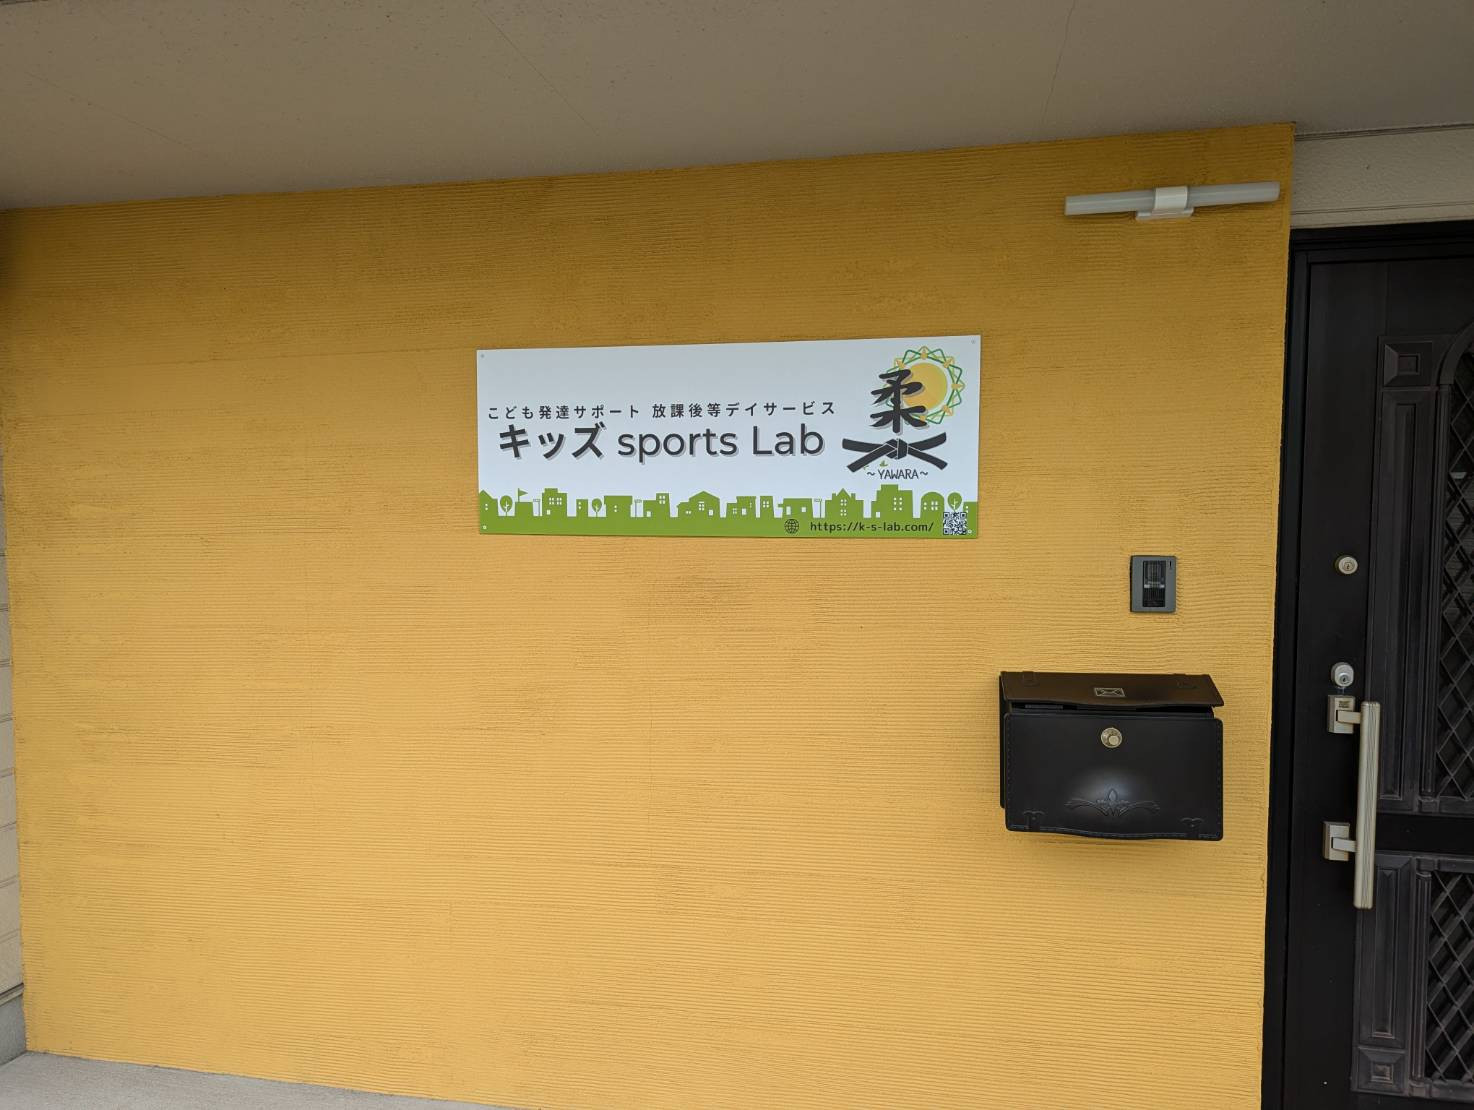 こども発達サポート 放課後等デイサービス
キッズ sports Lab
柔
～YAWARA～
https://k-s-lab.com/